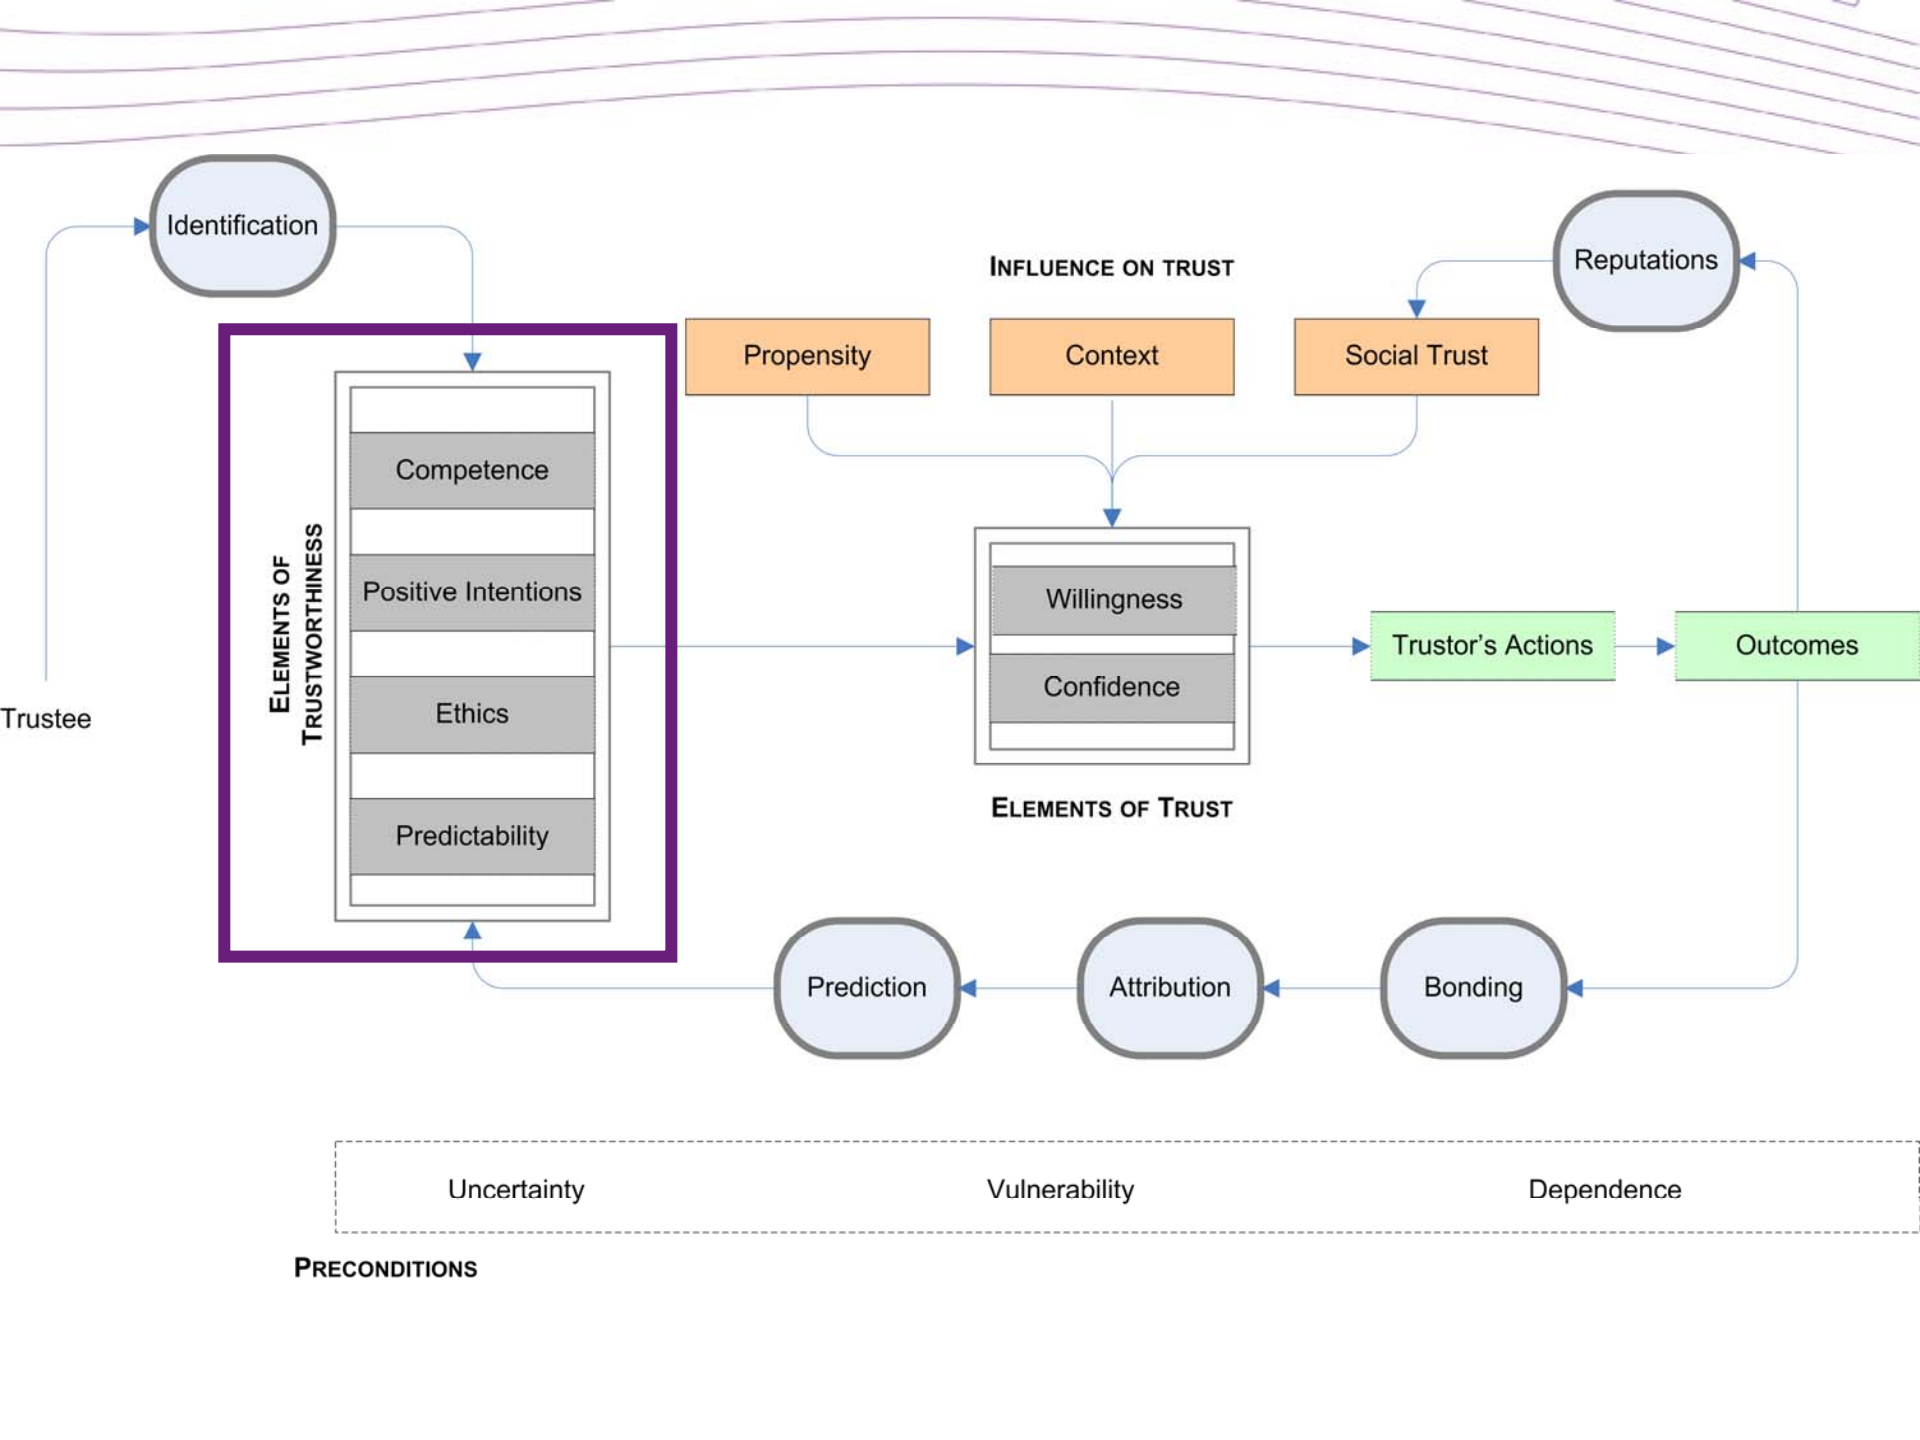 Identification
Reputations
INFLUENCE ON TRUST
Propensity
Context
Social Trust
ELEMENTS OF
TRUSTWORTHINESS
Competence
Positive Intentions
Ethics
Predictability
Trustee
Willingness
Confidence
ELEMENTS OF TRUST
Trustor’s Actions
Outcomes
Prediction
Attribution
Bonding
Uncertainty
Vulnerability
Dependence
PRECONDITIONS